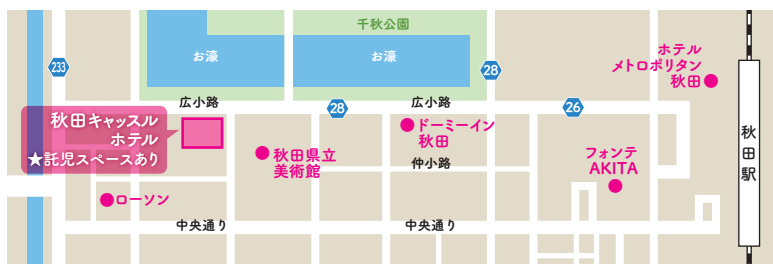 千秋公園
お濠
お濠
233
28
広小路
28
広小路
26
ホテル
メトロポリタン
秋田
秋田キャッスル
ホテル
★託児スペースあり
秋田県立
美術館
ドーミーイン
秋田
仲小路
フォンテ
AKITA
秋田駅
ローソン
中央通り
中央通り